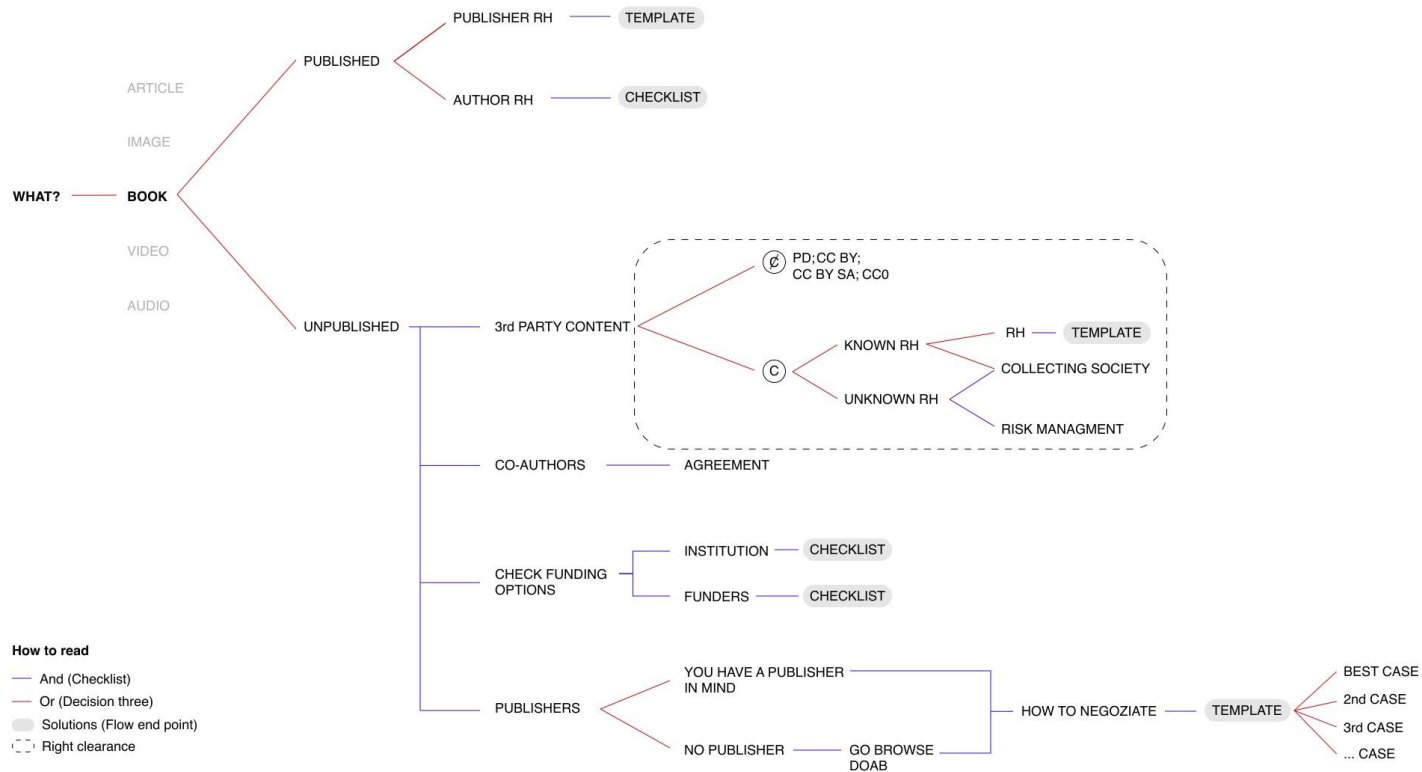 PUBLISHER RH
TEMPLATE
PUBLISHED
ARTICLE
AUTHOR RH
CHECKLIST
IMAGE
WHAT?
BOOK
VIDEO
AUDIO
UNPUBLISHED
3rd PARTY CONTENT
C PD;CC BY;
CC BY SA; CC0
C
KNOWN RH
RH
TEMPLATE
COLLECTING SOCIETY
UNKNOWN RH
RISK MANAGMENT
CO-AUTHORS
AGREEMENT
CHECK FUNDING
OPTIONS
INSTITUTION
CHECKLIST
FUNDERS
CHECKLIST
PUBLISHERS
YOU HAVE A PUBLISHER
IN MIND
NO PUBLISHER
GO BROWSE
DOAB
HOW TO NEGOZIATE
TEMPLATE
BEST CASE
2nd CASE
3rd CASE
... CASE
How to read
And (Checklist)
Or (Decision three)
Solutions (Flow end point)
Right clearance